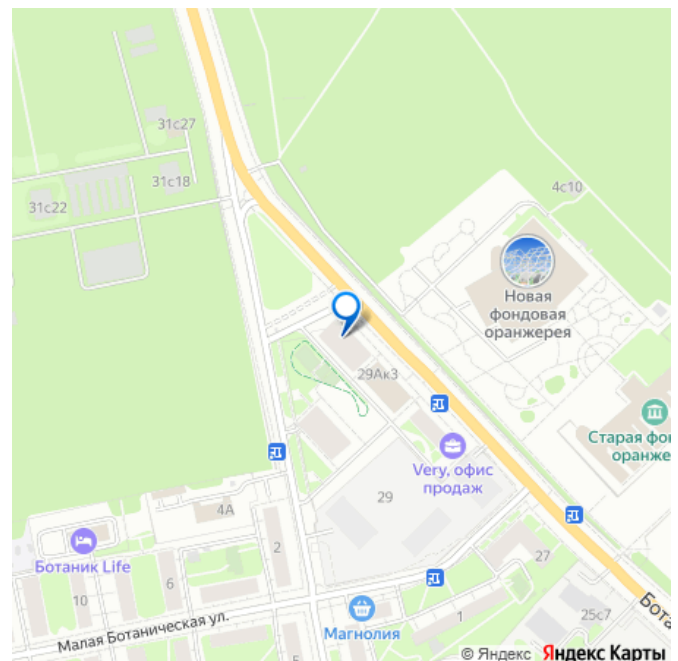 31с27
31с18
31с22
4с10
Новая
фондовая
оранжерея
29Ак3
Старая фон
оранже
Very, офис
продаж
29
4А
2
Ботаник Life
6
10
27
Малая Ботаническая ул.
Магнолия
1
25с7
Бота
5
© Яндекс Яндекс Карты